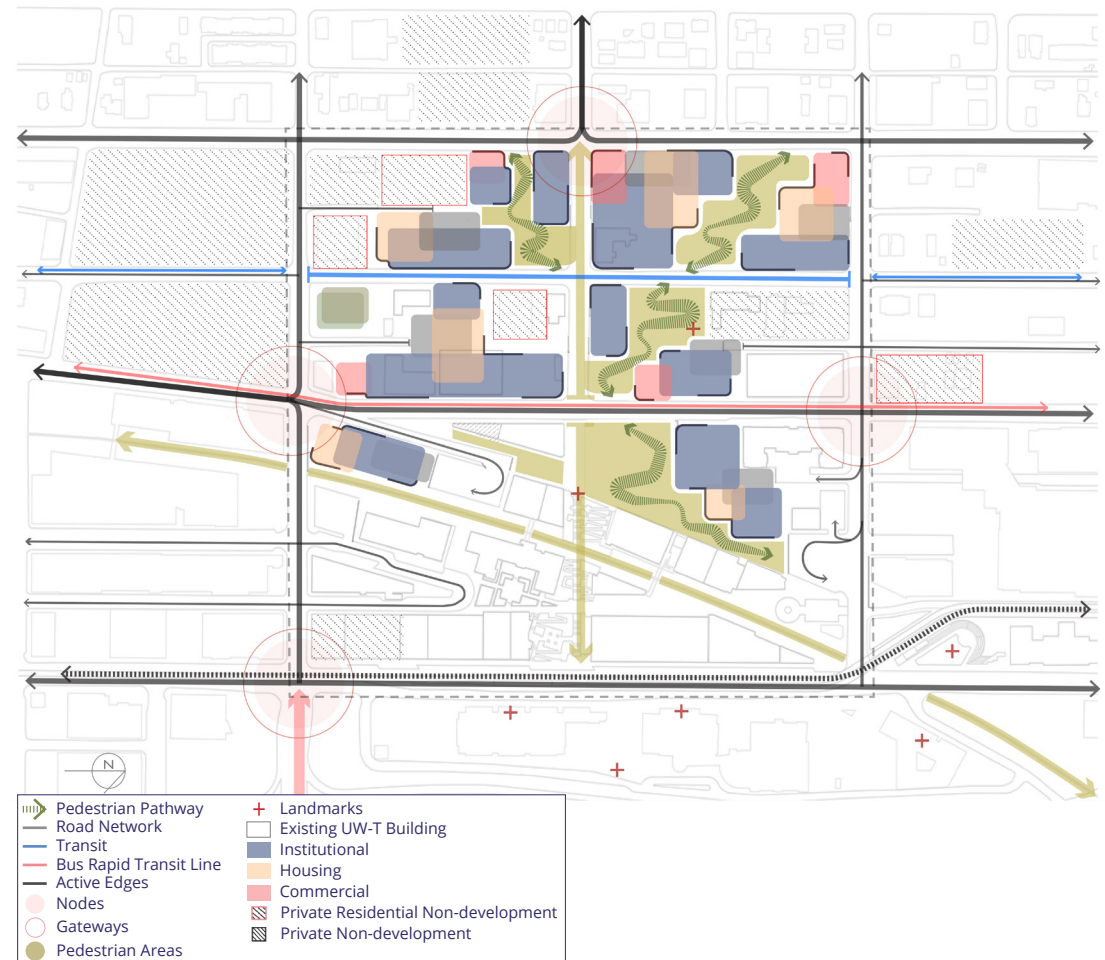 N
Pedestrian Pathway
Road Network
Transit
Bus Rapid Transit Line
Active Edges
Nodes
Gateways
Pedestrian Areas
Landmarks
Existing UW-T Building
Institutional
Housing
Commercial
Private Residential Non-development
Private Non-development